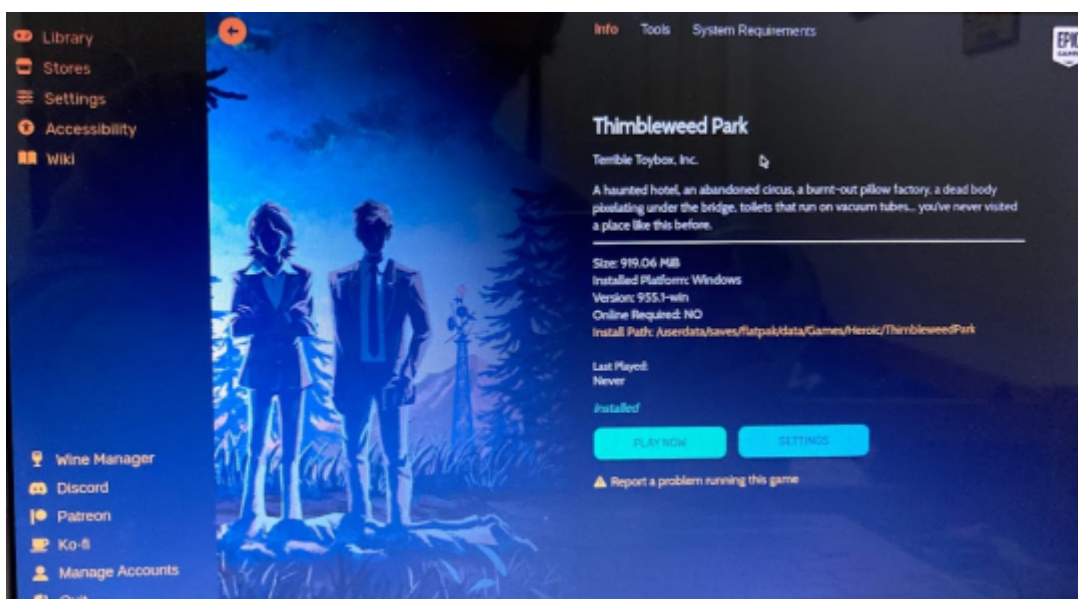 Library
Stores
Settings
Accessibility
Wiki
Wine Manager
Discord
Patreon
Ko-fi
Manage Accounts
Quit
Info Tools System Requirements
EPIC
GAMES
Thimbleweed Park
Terrible Toybox, Inc.
A haunted hotel, an abandoned circus, a burnt-out pillow factory, a dead body
pixelating under the bridge, toilets that run on vacuum tubes... you've never visited
a place like this before.
Size: 919.06 MiB
Installed Platform: Windows
Version: 955.1-win
Online Required: NO
Install Path: /userdata/saves/flatpak/data/Games/Heroic/ThimbleweedPark
Last Played:
Never
Installed
PLAY NOW SETTINGS
Report a problem running this game